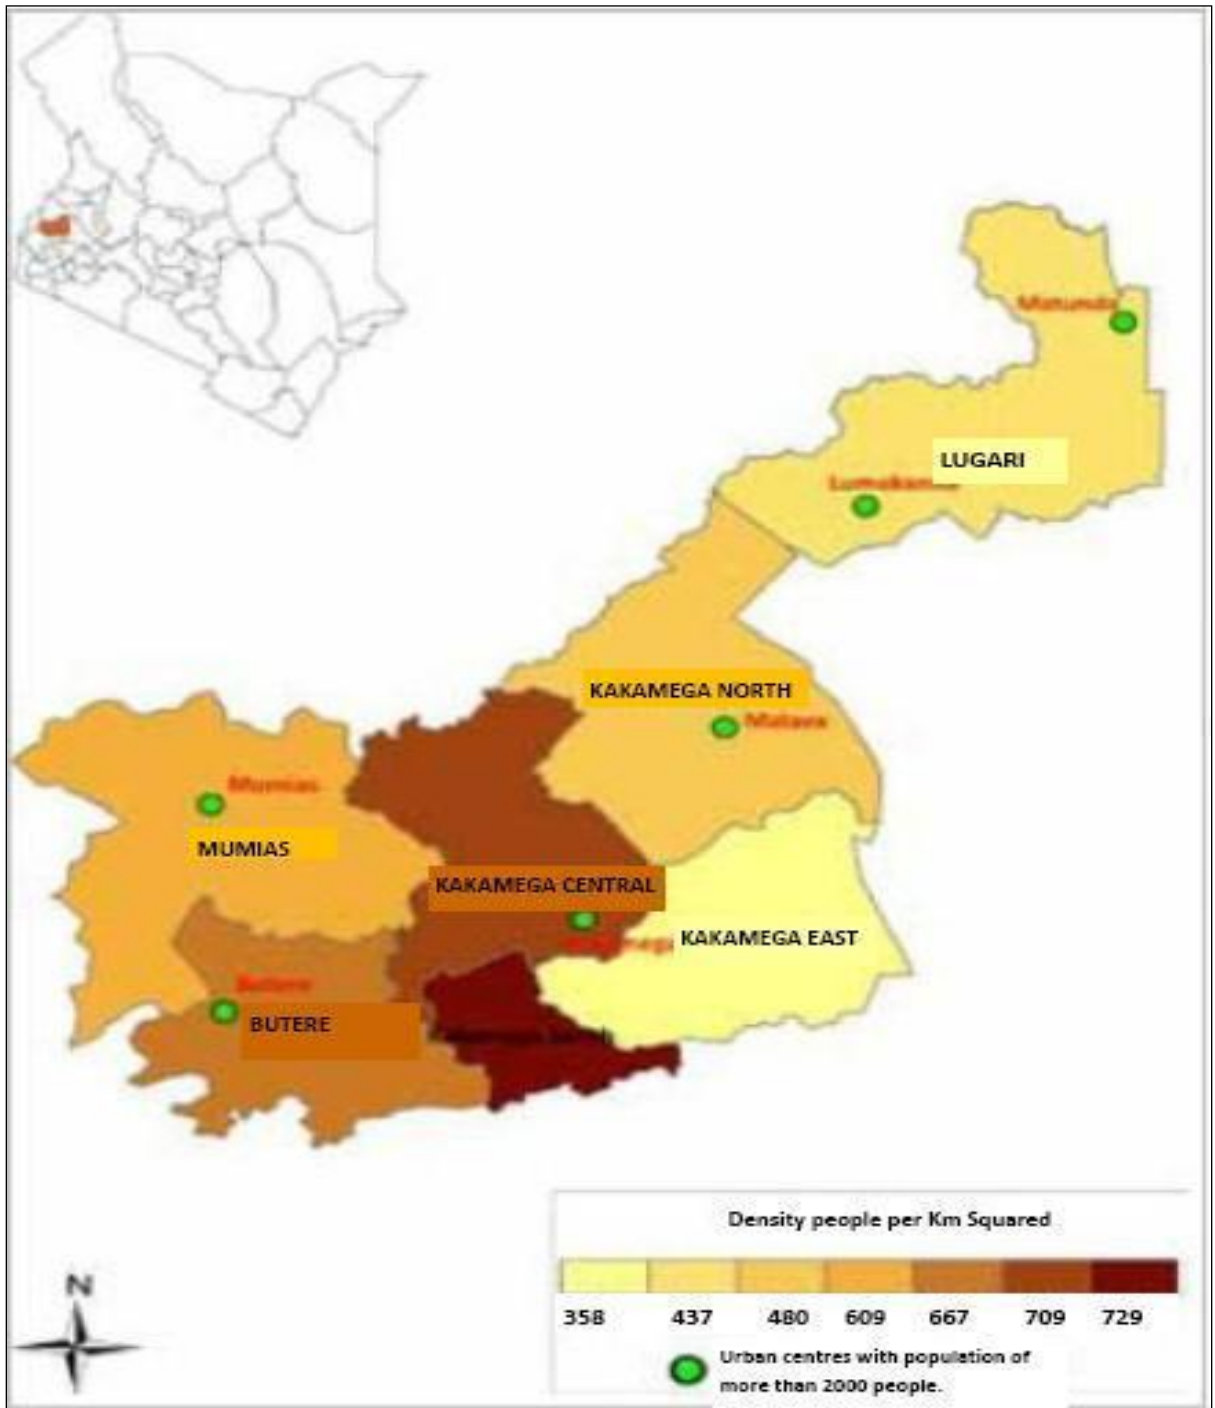 Matunda
LUGARI
KAKAMEGA NORTH
Malava
Mumias
MUMIAS
KAKAMEGA CENTRAL
KAKAMEGA EAST
Butere
BUTERE
Density people per Km Squared
358 437 480 609 667 709 729
Urban centres with population of
more than 2000 people.
N